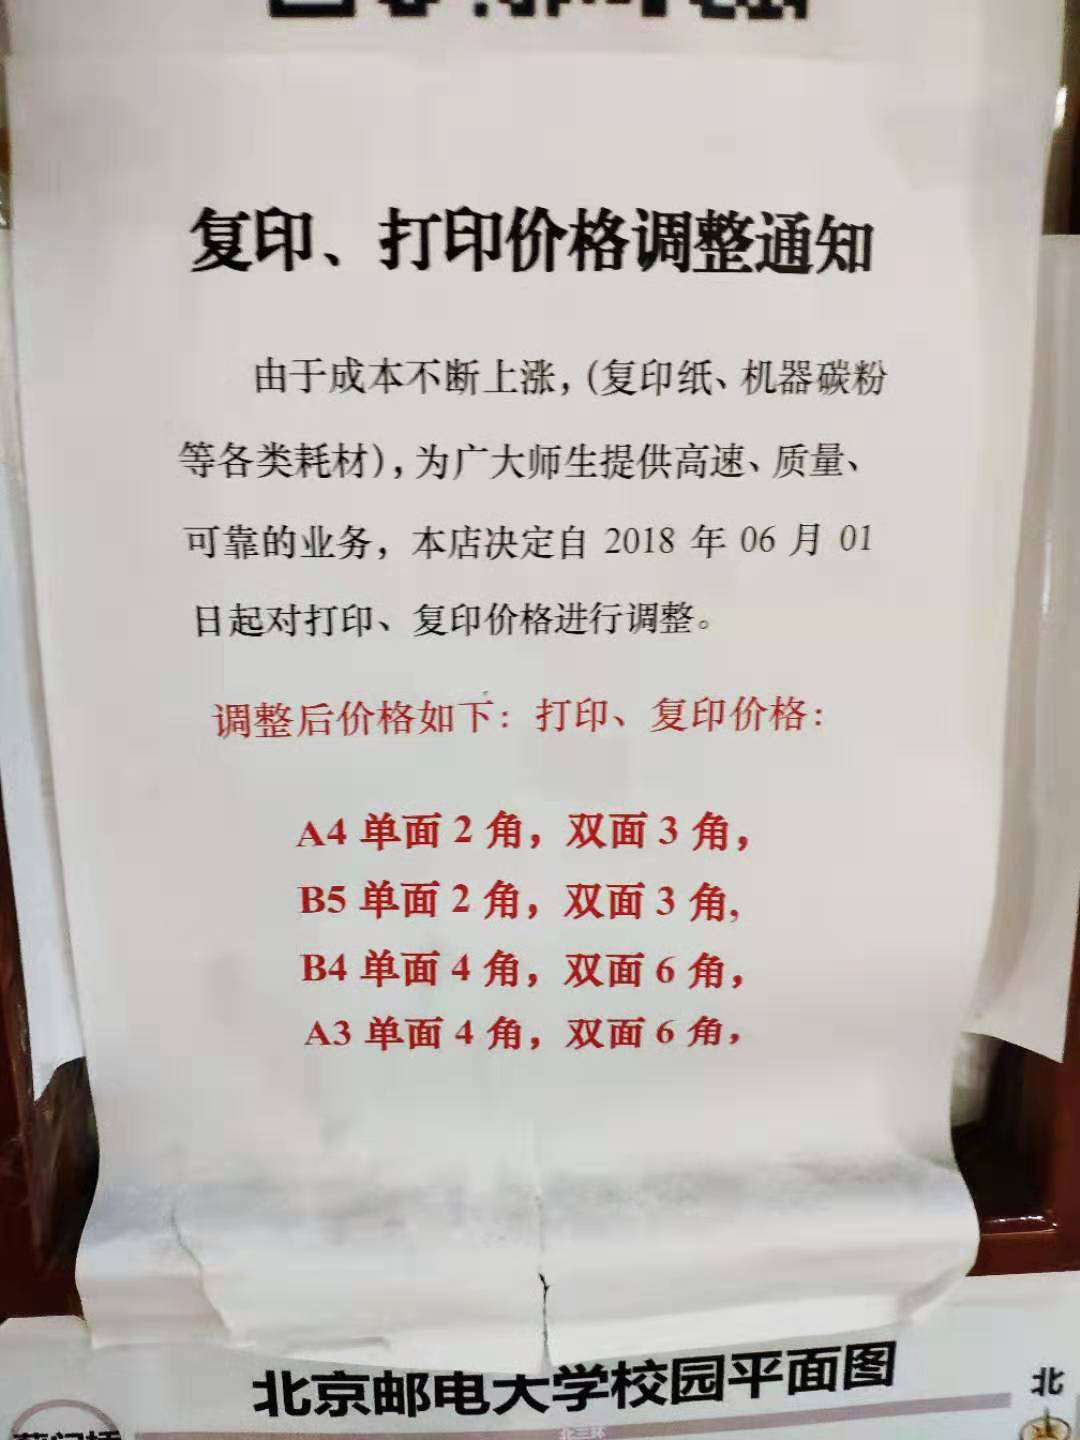 复印、打印价格调整通知
由于成本不断上涨，(复印纸、机器碳粉
等各类耗材)，为广大师生提供高速、质量、
可靠的业务，本店决定自 2018 年 06 月 01
日起对打印、复印价格进行调整。
调整后价格如下：打印、复印价格：
A4 单面 2 角，双面 3 角，
B5 单面 2 角，双面 3 角，
B4 单面 4 角，双面 6 角，
A3 单面 4 角，双面 6 角，
北京邮电大学校园平面图
北
北三环